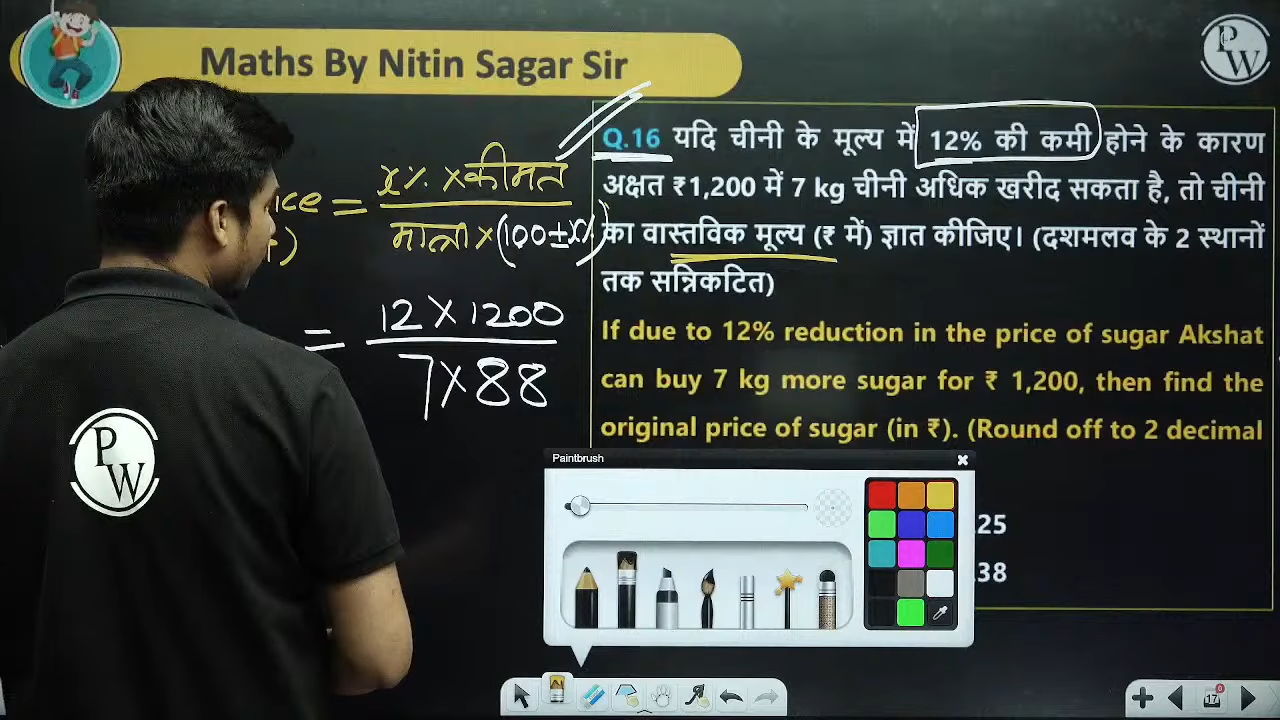 Maths By Nitin Sagar Sir
PW
Q.16 यदि चीनी के मूल्य में 12% की कमी होने के कारण
अक्षत ₹1,200 में 7 kg चीनी अधिक खरीद सकता है, तो चीनी
का वास्तविक मूल्य (₹ में) ज्ञात कीजिए। (दशमलव के 2 स्थानों
तक सन्निकटित)
If due to 12% reduction in the price of sugar Akshat
can buy 7 kg more sugar for ₹ 1,200, then find the
original price of sugar (in ₹). (Round off to 2 decimal
25
38
ice = x% × कीमत
मात्रा × (100 ± x%)
= 12 × 1200
7 × 88
PW
Paintbrush
17